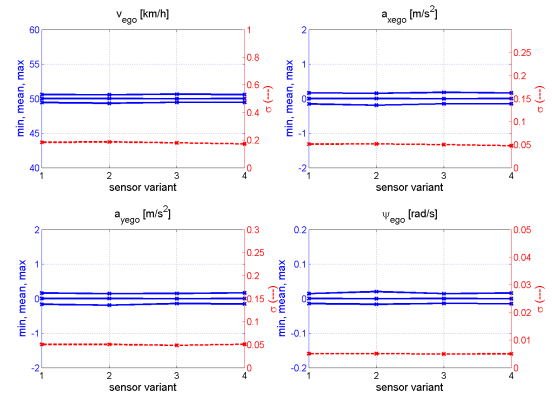 v_ego [km/h]
60
55
50
45
40
1
0.8
0.6
0.4
0.2
0
min, mean, max
σ (---)
1 2 3 4
sensor variant
a_xego [m/s²]
2
1
0
-1
-2
0.25
0.2
0.15
0.1
0.05
0
min, mean, max
σ (---)
1 2 3 4
sensor variant
a_yego [m/s²]
2
1
0
-1
-2
0.3
0.25
0.2
0.15
0.1
0.05
0
min, mean, max
σ (---)
1 2 3 4
sensor variant
ψ_ego [rad/s]
2
1
0
-1
-2
0.05
0.04
0.03
0.02
0.01
0
min, mean, max
σ (---)
1 2 3 4
sensor variant